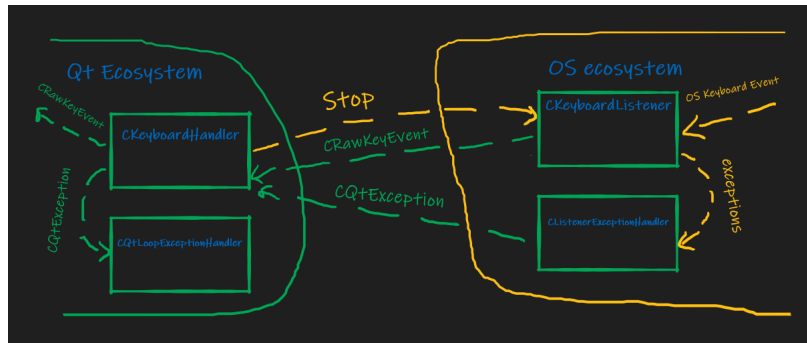 Qt Ecosystem
OS ecosystem
Stop
OS Keyboard Event
CRawKeyEvent
CKeyboardHandler
CKeyboardListener
CRawKeyEvent
CQtException
exceptions
CQtException
CQtLoopExceptionHandler
CListenerExceptionHandler